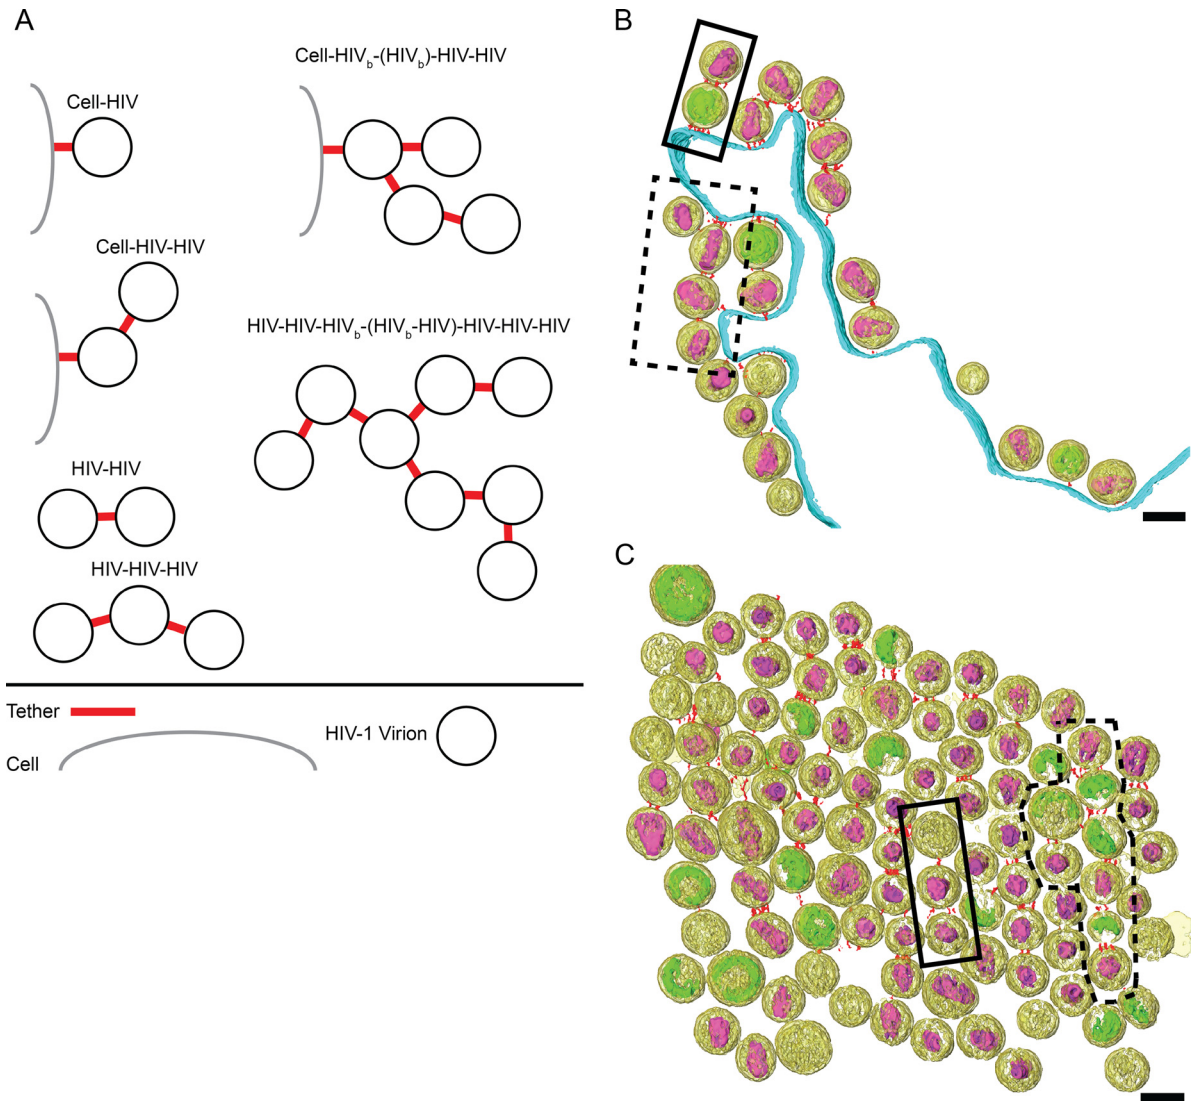 A
Cell-HIV
Cell-HIV_b-(HIV_b)-HIV-HIV
Cell-HIV-HIV
HIV-HIV-HIV_b-(HIV_b-HIV)-HIV-HIV-HIV
HIV-HIV
HIV-HIV-HIV
Tether
Cell
HIV-1 Virion
B
C